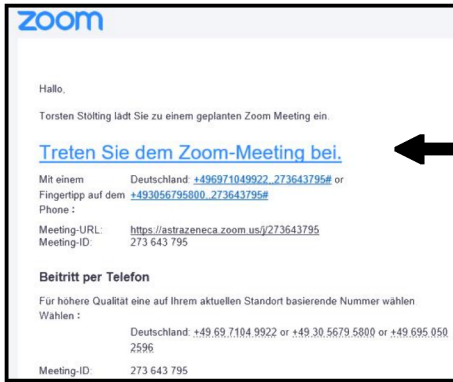 zoom
Hallo,
Torsten Stölting lädt Sie zu einem geplanten Zoom Meeting ein.
Treten Sie dem Zoom-Meeting bei.
Mit einem Deutschland: +496971049922,,273643795# or
Fingertipp auf dem +493056795800,,273643795#
Phone :
Meeting-URL: https://astrazeneca.zoom.us/j/273643795
Meeting-ID: 273 643 795
Beitritt per Telefon
Für höhere Qualität eine auf Ihrem aktuellen Standort basierende Nummer wählen
Wählen :
Deutschland: +49 69 7104 9922 or +49 30 5679 5800 or +49 695 050
2596
Meeting-ID: 273 643 795